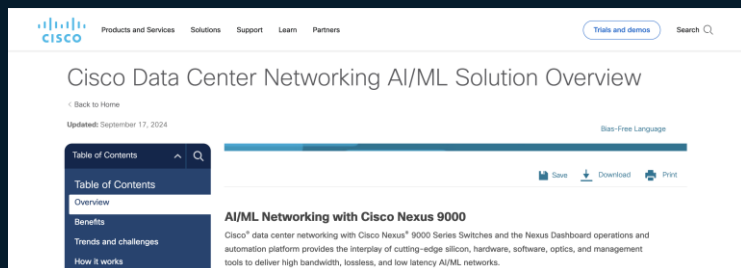 CISCO
Products and Services Solutions Support Learn Partners
Trials and demos
Search
Cisco Data Center Networking AI/ML Solution Overview
< Back to Home
Updated: September 17, 2024
Bias-Free Language
Table of Contents
Save Download Print
Table of Contents
Overview
Benefits
Trends and challenges
How it works
AI/ML Networking with Cisco Nexus 9000
Cisco® data center networking with Cisco Nexus® 9000 Series Switches and the Nexus Dashboard operations and
automation platform provides the interplay of cutting-edge silicon, hardware, software, optics, and management
tools to deliver high bandwidth, lossless, and low latency AI/ML networks.